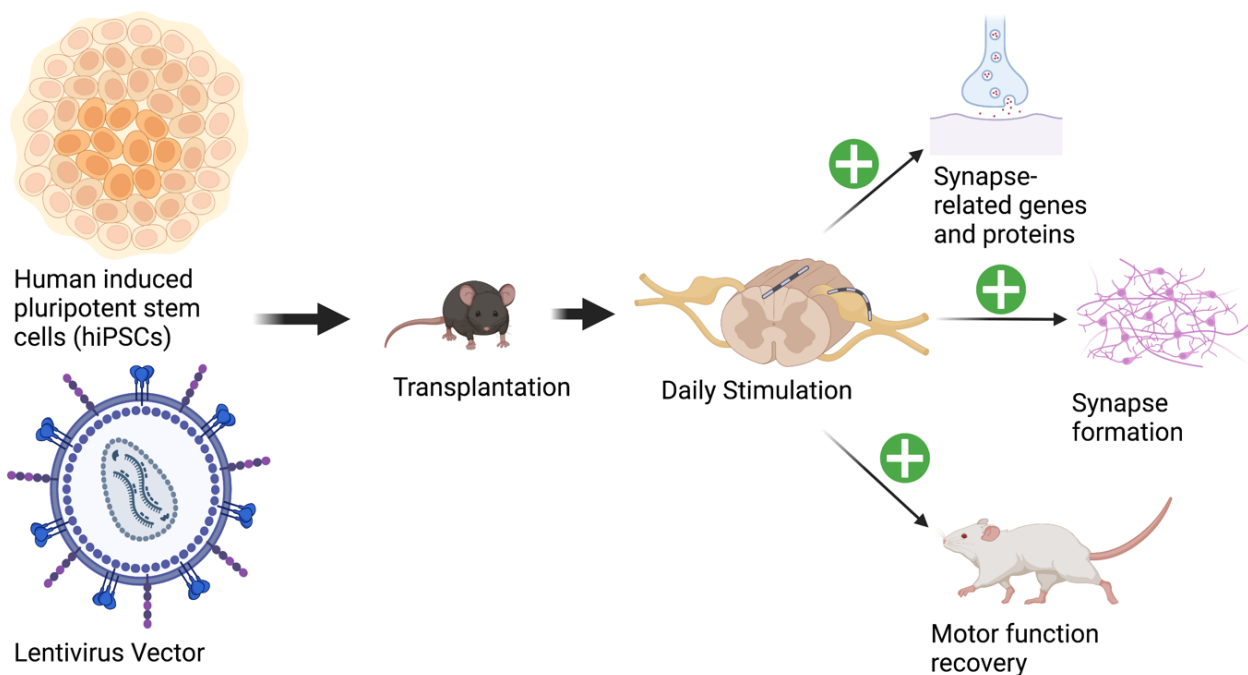 Human induced
pluripotent stem
cells (hiPSCs)
Lentivirus Vector
Transplantation
Daily Stimulation
Synapse-
related genes
and proteins
Synapse
formation
Motor function
recovery